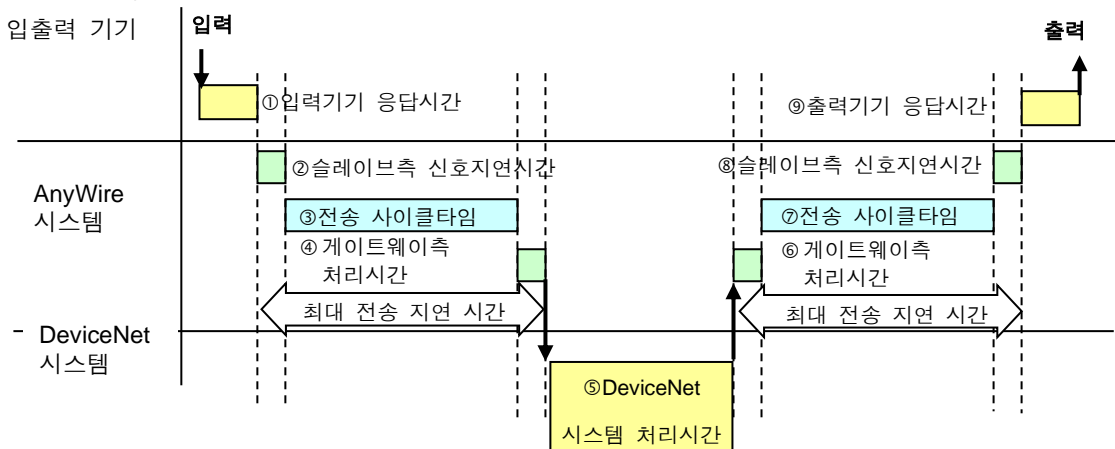 입출력 기기
입력
출력
①입력기기 응답시간
⑨출력기기 응답시간
AnyWire
시스템
②슬레이브측 신호지연시간
⑧슬레이브측 신호지연시간
③전송 사이클타임
⑦전송 사이클타임
④게이트웨이측
처리시간
⑥게이트웨이측
처리시간
최대 전송 지연 시간
최대 전송 지연 시간
DeviceNet
시스템
⑤DeviceNet
시스템 처리시간